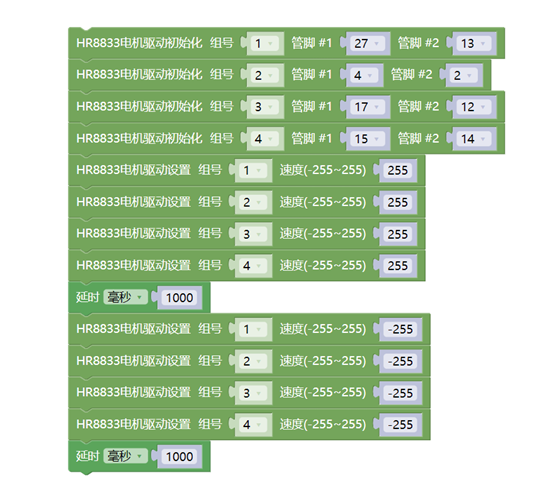 HR8833电机驱动初始化 组号 1 管脚 #1 27 管脚 #2 13
HR8833电机驱动初始化 组号 2 管脚 #1 4 管脚 #2 2
HR8833电机驱动初始化 组号 3 管脚 #1 17 管脚 #2 12
HR8833电机驱动初始化 组号 4 管脚 #1 15 管脚 #2 14
HR8833电机驱动设置 组号 1 速度(-255~255) 255
HR8833电机驱动设置 组号 2 速度(-255~255) 255
HR8833电机驱动设置 组号 3 速度(-255~255) 255
HR8833电机驱动设置 组号 4 速度(-255~255) 255
延时 毫秒 1000
HR8833电机驱动设置 组号 1 速度(-255~255) -255
HR8833电机驱动设置 组号 2 速度(-255~255) -255
HR8833电机驱动设置 组号 3 速度(-255~255) -255
HR8833电机驱动设置 组号 4 速度(-255~255) -255
延时 毫秒 1000